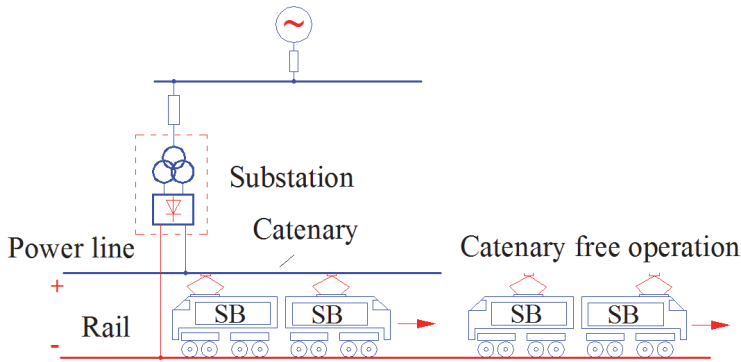 ~
Substation
Catenary
Power line
Catenary free operation
+
SB SB SB SB
Rail
-